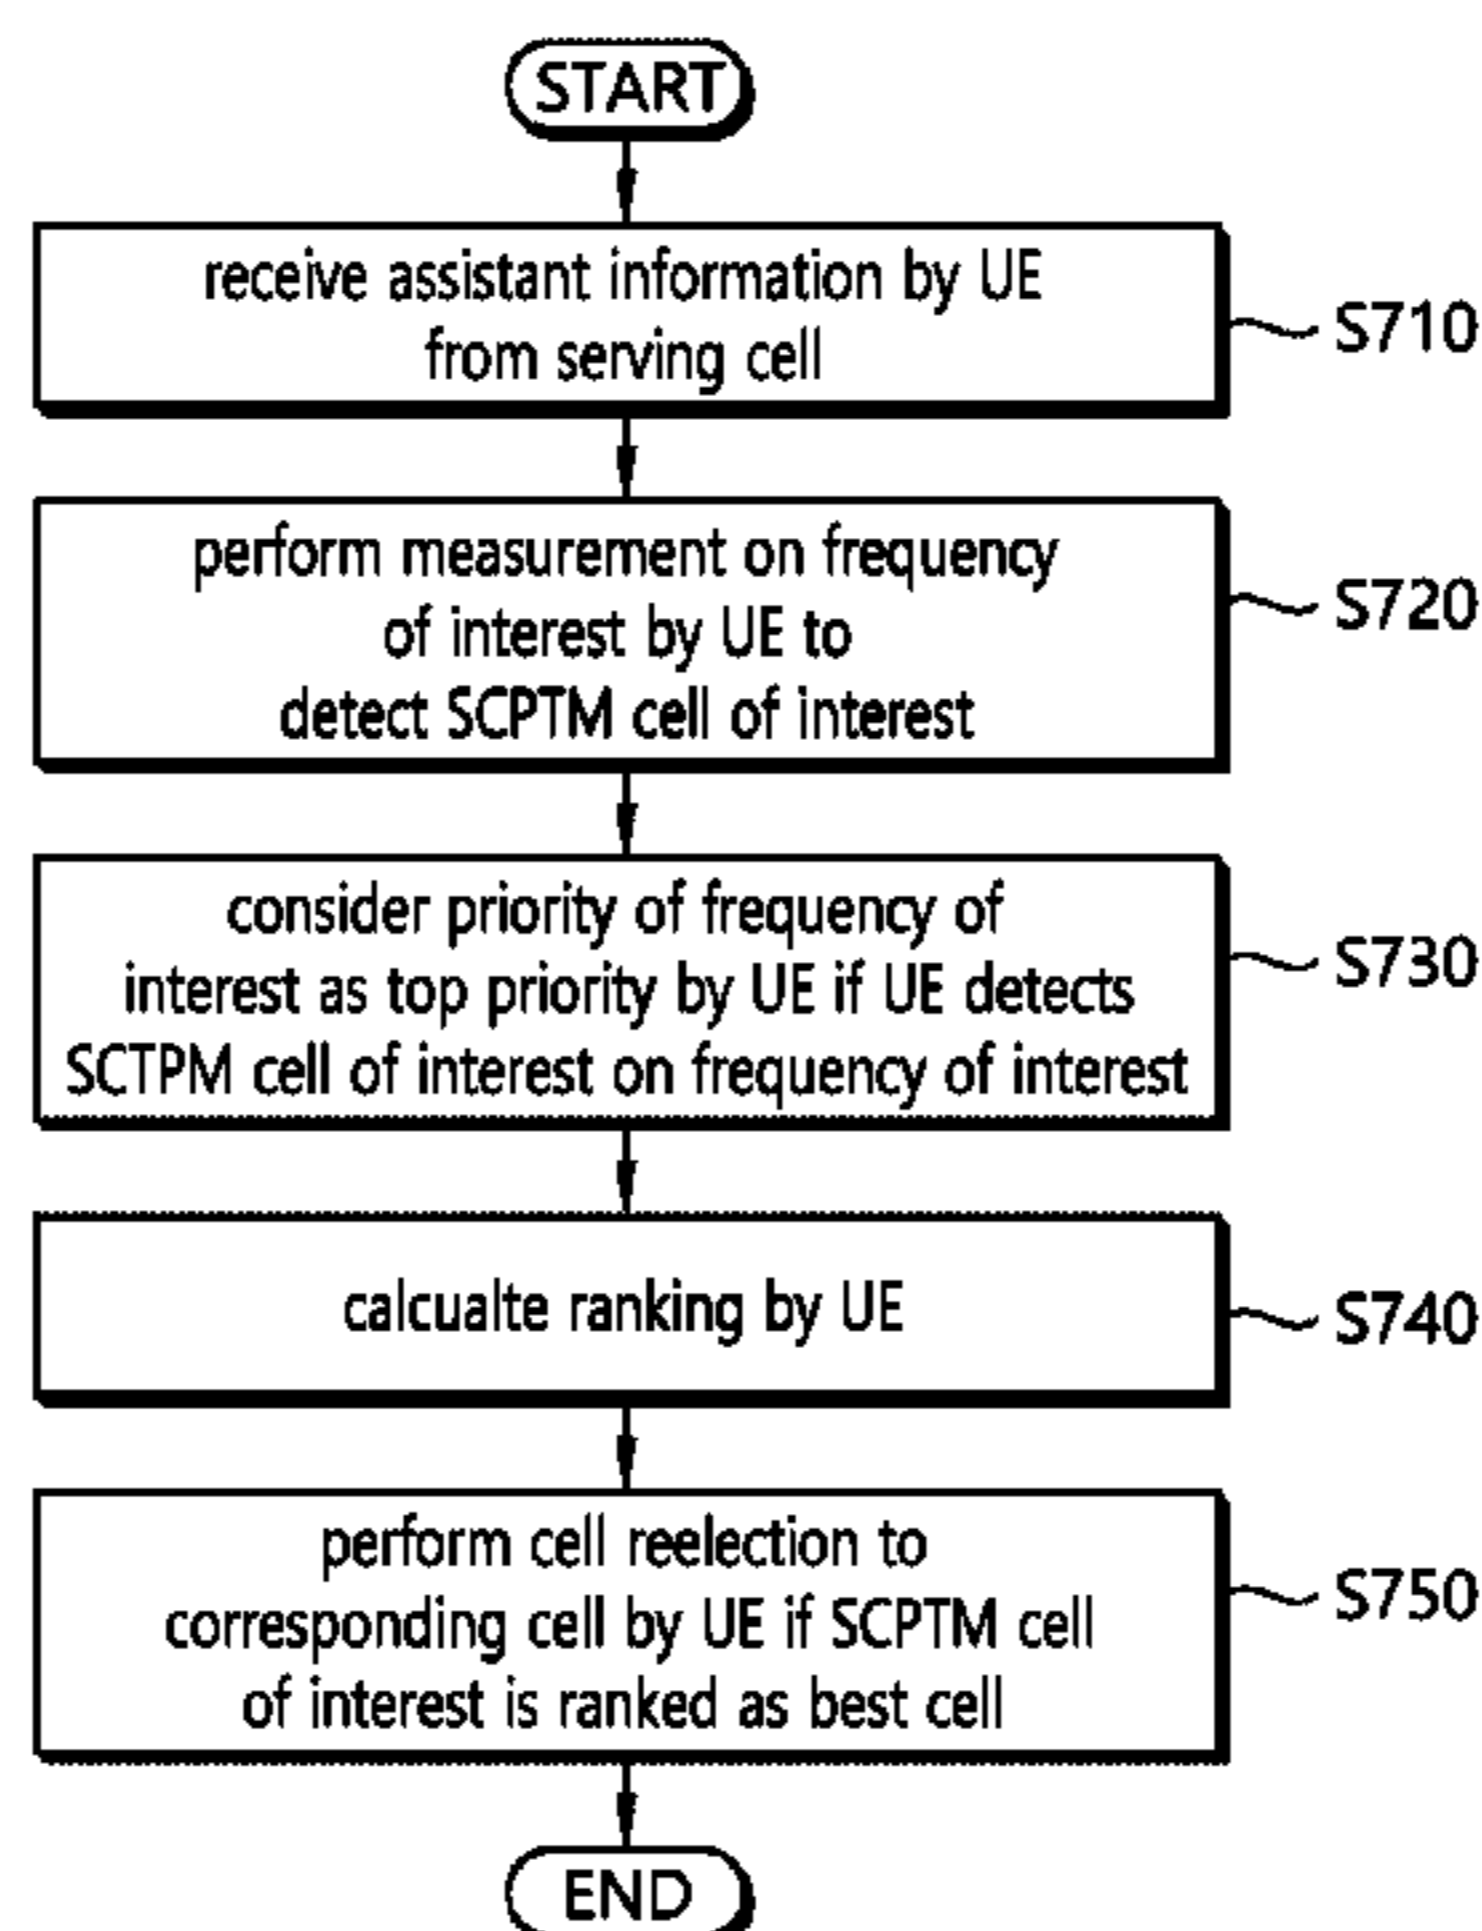 START
receive assistant information by UE
from serving cell
S710
perform measurement on frequency
of interest by UE to
detect SCPTM cell of interest
S720
consider priority of frequency of
interest as top priority by UE if UE detects
SCTPM cell of interest on frequency of interest
S730
calcualte ranking by UE
S740
perform cell reelection to
corresponding cell by UE if SCPTM cell
of interest is ranked as best cell
S750
END